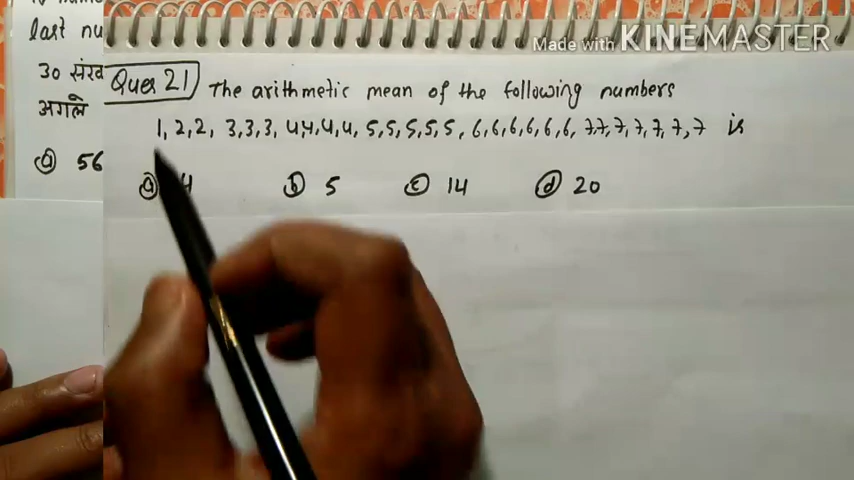 last nu
30 संख
अगले
ⓐ 56
Made with KINEMASTER
Ques 21 The arithmetic mean of the following numbers
1, 2, 2, 3, 3, 3, 4, 4, 4, 4, 5, 5, 5, 5, 5, 6, 6, 6, 6, 6, 6, 7, 7, 7, 7, 7, 7, 7 is
ⓐ 4 ⓑ 5 ⓒ 14 ⓓ 20